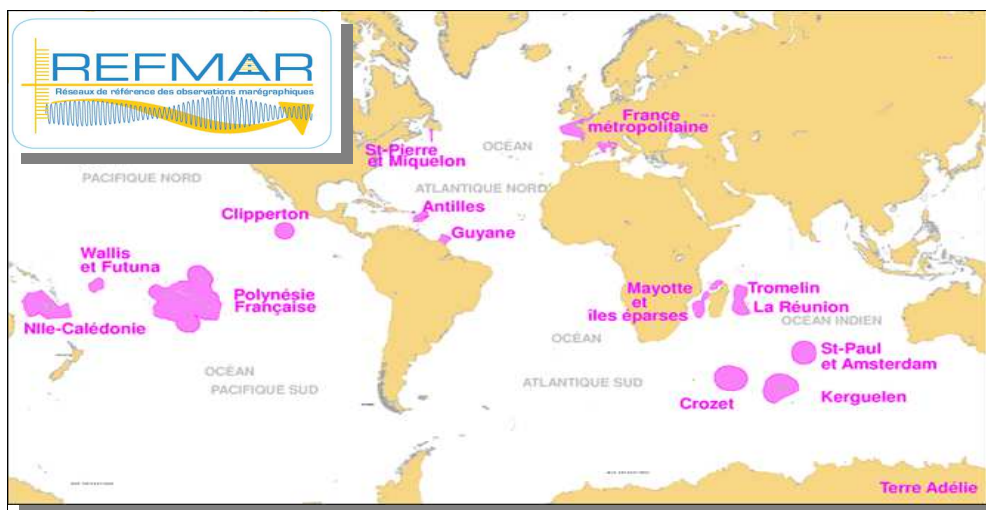 REFMAR
Réseaux de référence des observations marégraphiques
France
métropolitaine
St-Pierre
et Miquelon
OCÉAN
PACIFIQUE NORD
ATLANTIQUE NORD
Antilles
Clipperton
Guyane
Wallis
et Futuna
Polynésie
Française
Nlle-Calédonie
Mayotte
et
îles éparses
Tromelin
La Réunion
OCÉAN INDIEN
OCÉAN
St-Paul
et Amsterdam
OCÉAN
PACIFIQUE SUD
ATLANTIQUE SUD
Crozet
Kerguelen
Terre Adélie